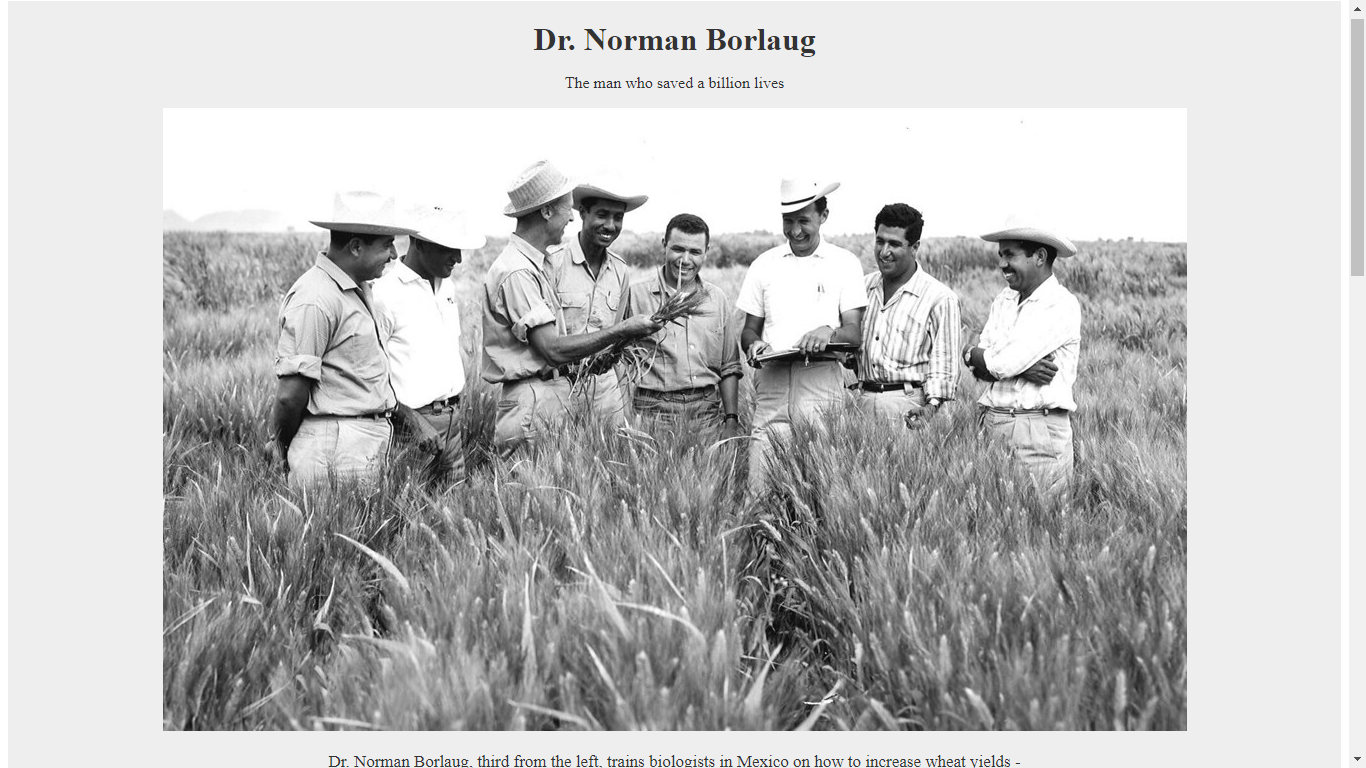 Dr. Norman Borlaug
The man who saved a billion lives
Dr. Norman Borlaug, third from the left, trains biologists in Mexico on how to increase wheat yields -